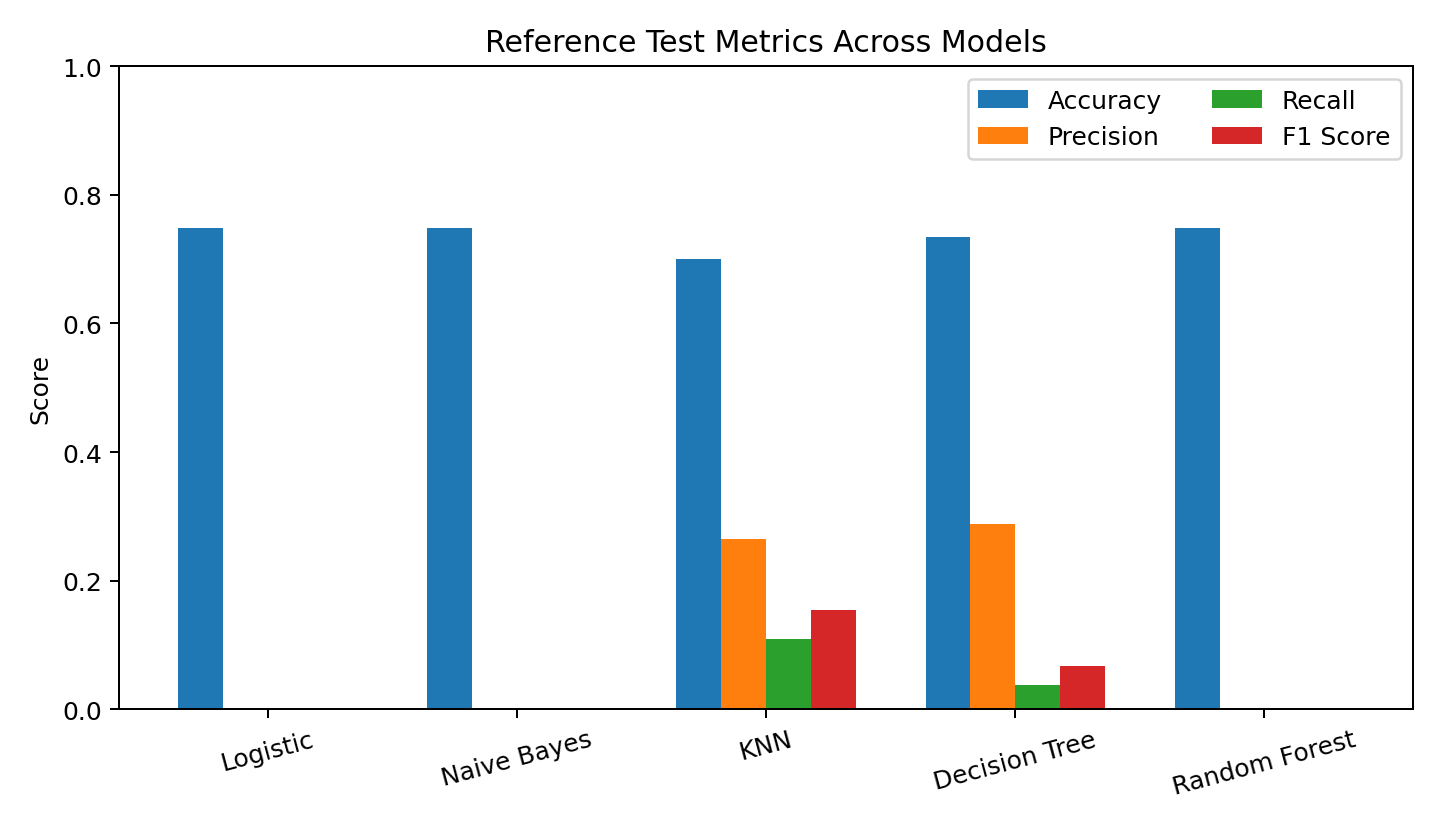 Reference Test Metrics Across Models
1.0
0.8
0.6
0.4
0.2
0.0
Score
Accuracy
Precision
Recall
F1 Score
Logistic
Naive Bayes
KNN
Decision Tree
Random Forest